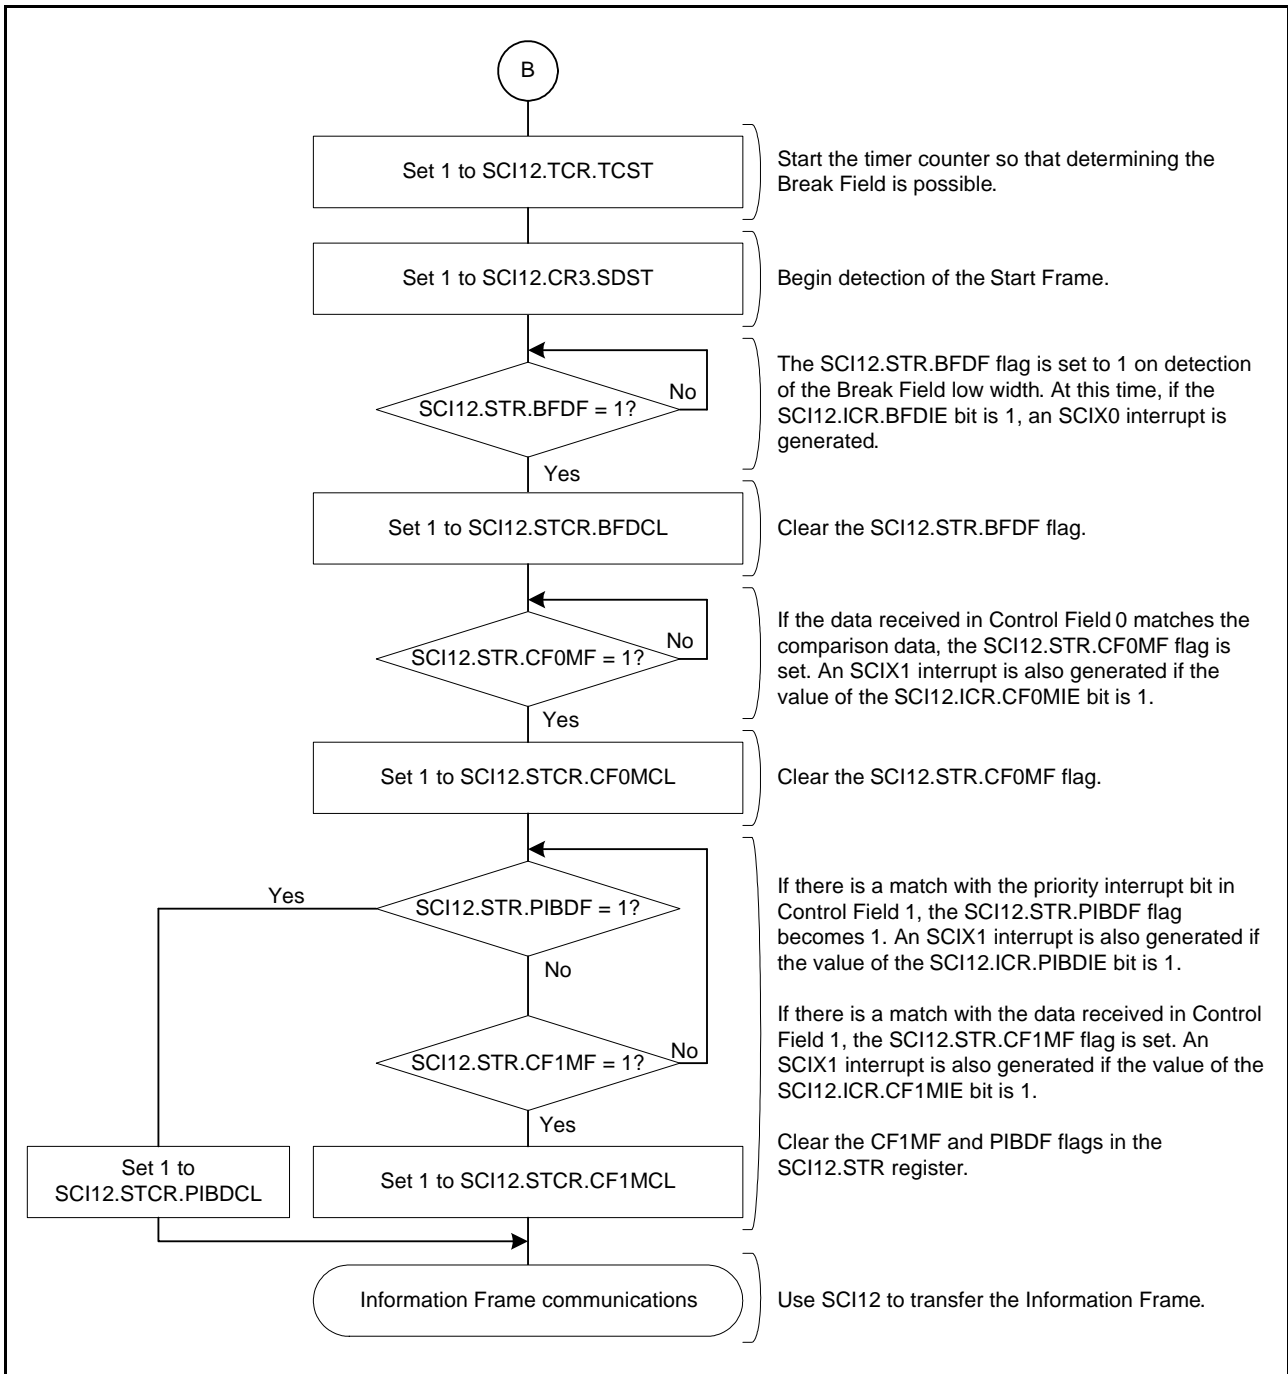 B
Set 1 to SCI12.TCR.TCST
Start the timer counter so that determining the
Break Field is possible.
Set 1 to SCI12.CR3.SDST
Begin detection of the Start Frame.
SCI12.STR.BFDF = 1?
No
Yes
The SCI12.STR.BFDF flag is set to 1 on detection
of the Break Field low width. At this time, if the
SCI12.ICR.BFDIE bit is 1, an SCIX0 interrupt is
generated.
Set 1 to SCI12.STCR.BFDCL
Clear the SCI12.STR.BFDF flag.
SCI12.STR.CF0MF = 1?
No
Yes
If the data received in Control Field 0 matches the
comparison data, the SCI12.STR.CF0MF flag is
set. An SCIX1 interrupt is also generated if the
value of the SCI12.ICR.CF0MIE bit is 1.
Set 1 to SCI12.STCR.CF0MCL
Clear the SCI12.STR.CF0MF flag.
Yes
SCI12.STR.PIBDF = 1?
No
If there is a match with the priority interrupt bit in
Control Field 1, the SCI12.STR.PIBDF flag
becomes 1. An SCIX1 interrupt is also generated if
the value of the SCI12.ICR.PIBDIE bit is 1.
SCI12.STR.CF1MF = 1?
No
Yes
If there is a match with the data received in Control
Field 1, the SCI12.STR.CF1MF flag is set. An
SCIX1 interrupt is also generated if the value of the
SCI12.ICR.CF1MIE bit is 1.
Set 1 to
SCI12.STCR.PIBDCL
Set 1 to SCI12.STCR.CF1MCL
Clear the CF1MF and PIBDF flags in the
SCI12.STR register.
Information Frame communications
Use SCI12 to transfer the Information Frame.